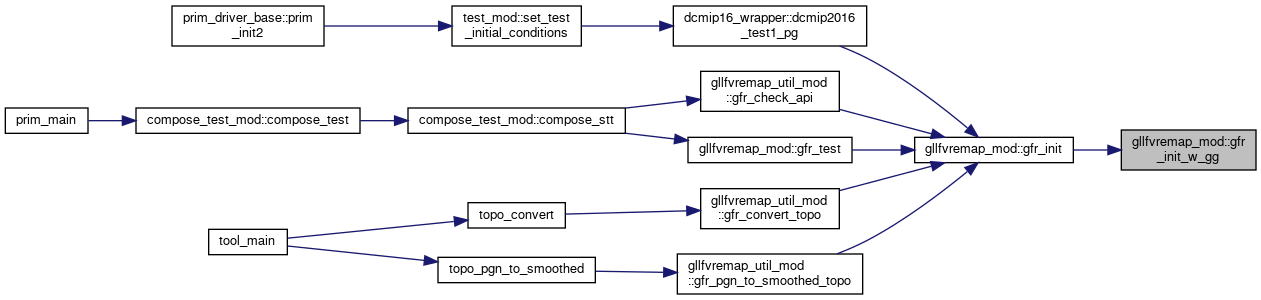 prim_driver_base::prim
_init2
test_mod::set_test
_initial_conditions
dcmip16_wrapper::dcmip2016
_test1_pg
gllfvremap_util_mod
::gfr_check_api
prim_main
compose_test_mod::compose_test
compose_test_mod::compose_stt
gllfvremap_mod::gfr_test
gllfvremap_mod::gfr_init
gllfvremap_mod::gfr
_init_w_gg
gllfvremap_util_mod
::gfr_convert_topo
topo_convert
tool_main
topo_pgn_to_smoothed
gllfvremap_util_mod
::gfr_pgn_to_smoothed_topo